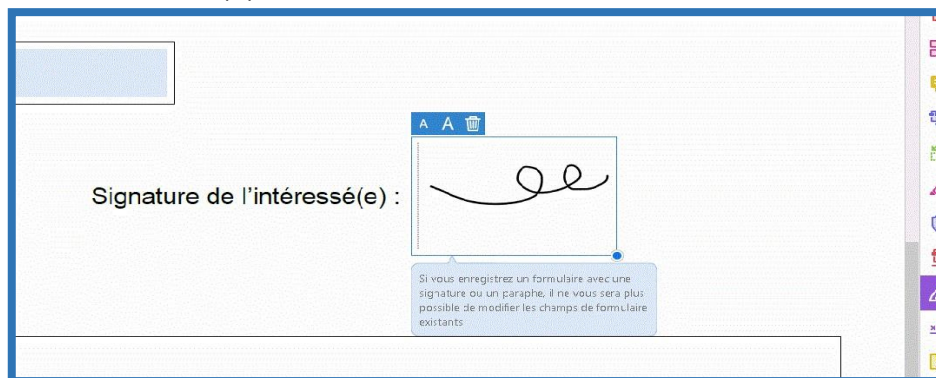 A A
Signature de l'intéressé(e) :
Si vous enregistrez un formulaire avec une
signature ou un paraphe, il ne vous sera plus
possible de modifier les champs de formulaire
existants